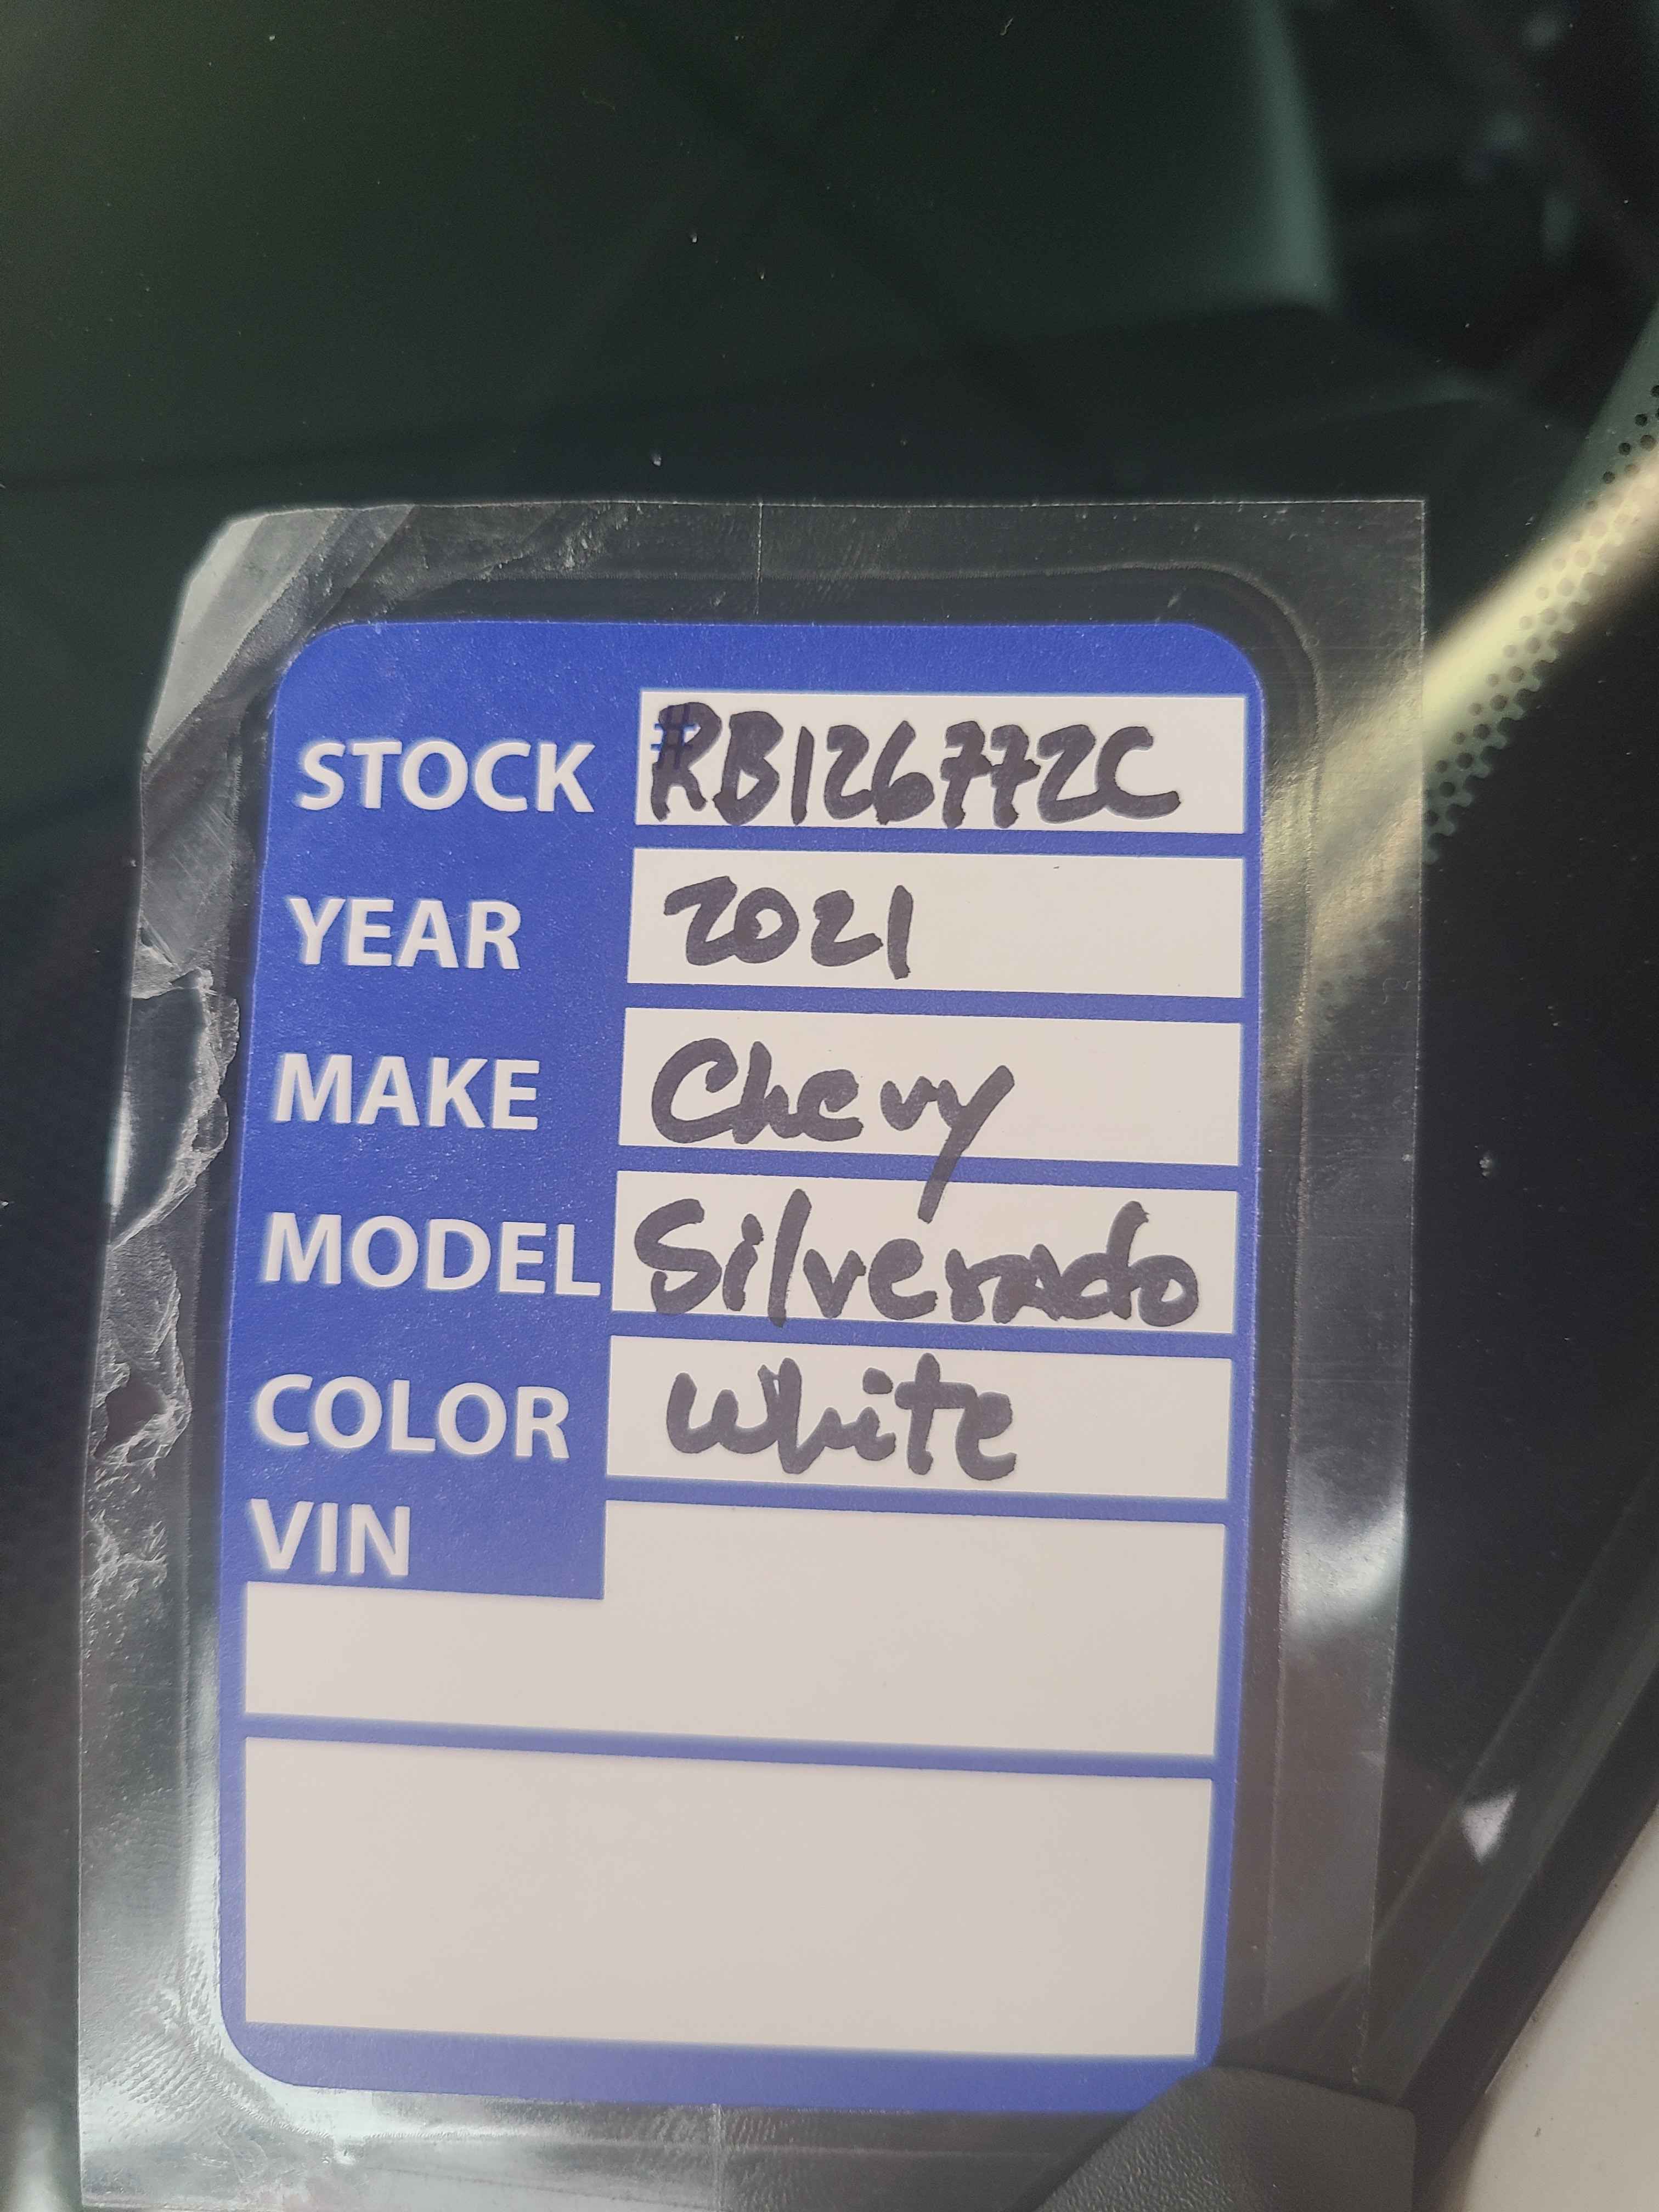 STOCK #RB126772C
YEAR 2021
MAKE Chevy
MODEL Silverado
COLOR White
VIN